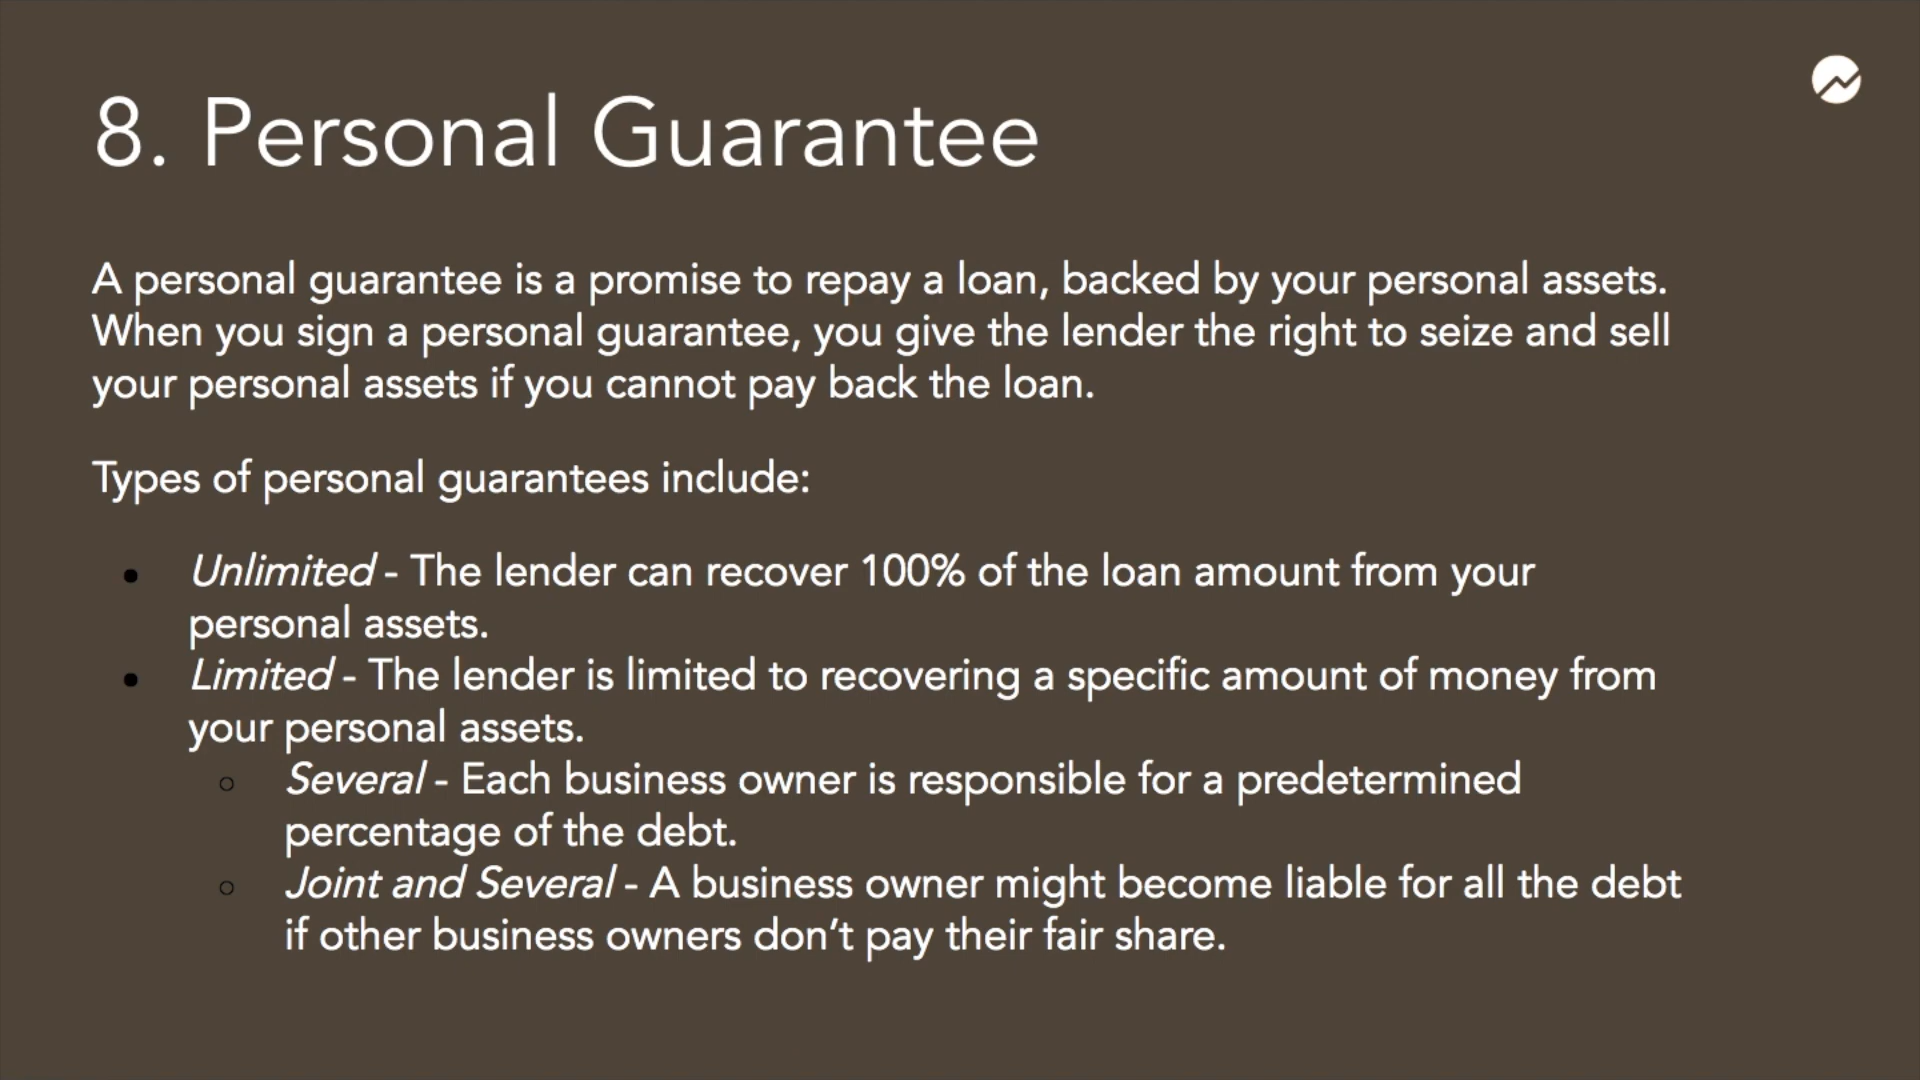 8. Personal Guarantee
A personal guarantee is a promise to repay a loan, backed by your personal assets.
When you sign a personal guarantee, you give the lender the right to seize and sell
your personal assets if you cannot pay back the loan.
Types of personal guarantees include:
• Unlimited - The lender can recover 100% of the loan amount from your
personal assets.
• Limited - The lender is limited to recovering a specific amount of money from
your personal assets.
○ Several - Each business owner is responsible for a predetermined
percentage of the debt.
○ Joint and Several - A business owner might become liable for all the debt
if other business owners don’t pay their fair share.